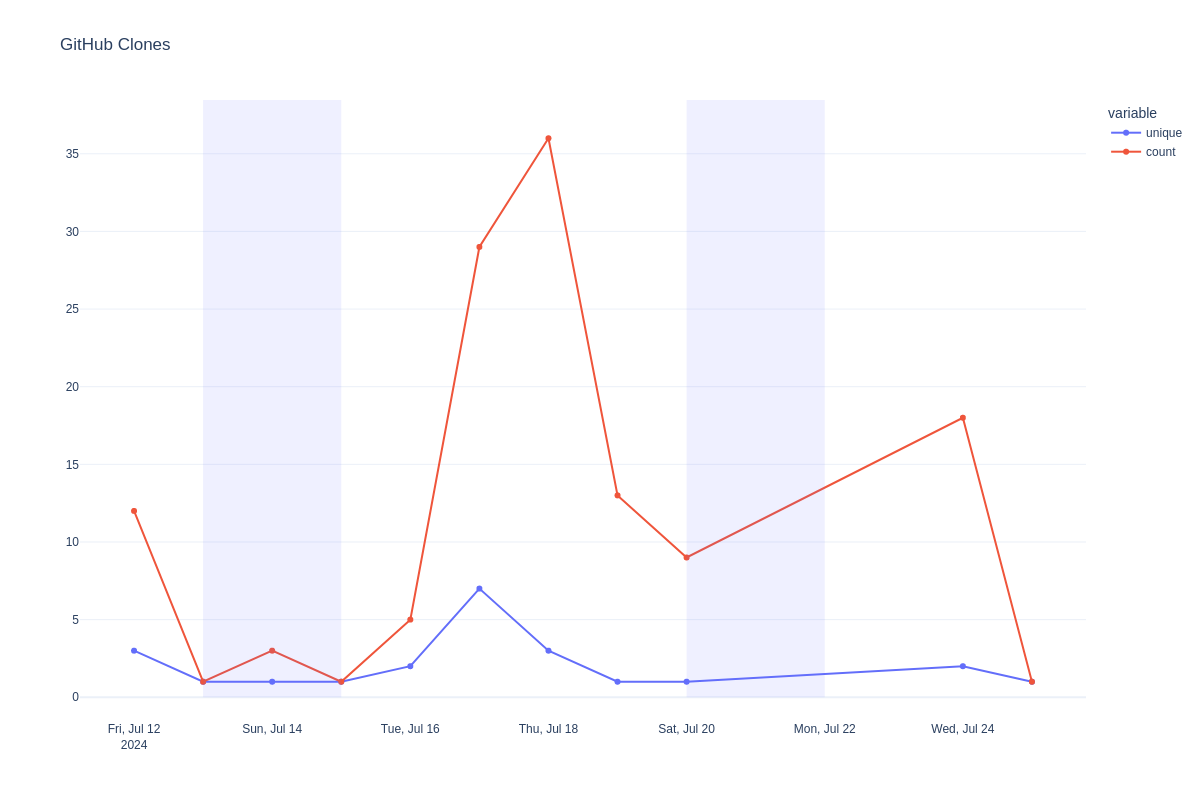 GitHub Clones
variable
unique
count
35
30
25
20
15
10
5
0
Fri, Jul 12
2024
Sun, Jul 14
Tue, Jul 16
Thu, Jul 18
Sat, Jul 20
Mon, Jul 22
Wed, Jul 24